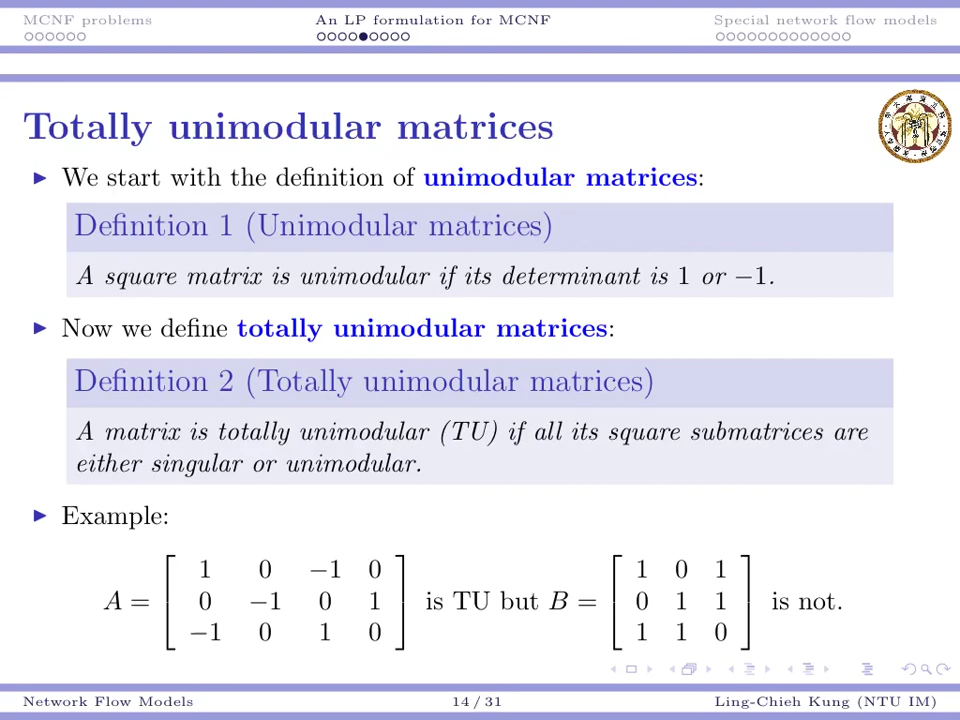 MCNF problems An LP formulation for MCNF Special network flow models
Totally unimodular matrices
We start with the definition of unimodular matrices:
Definition 1 (Unimodular matrices)
A square matrix is unimodular if its determinant is 1 or −1.
Now we define totally unimodular matrices:
Definition 2 (Totally unimodular matrices)
A matrix is totally unimodular (TU) if all its square submatrices are
either singular or unimodular.
Example:
1 0 −1 0 1 0 1
A = 0 −1 0 1 is TU but B = 0 1 1 is not.
−1 0 1 0 1 1 0
Network Flow Models 14 / 31 Ling-Chieh Kung (NTU IM)